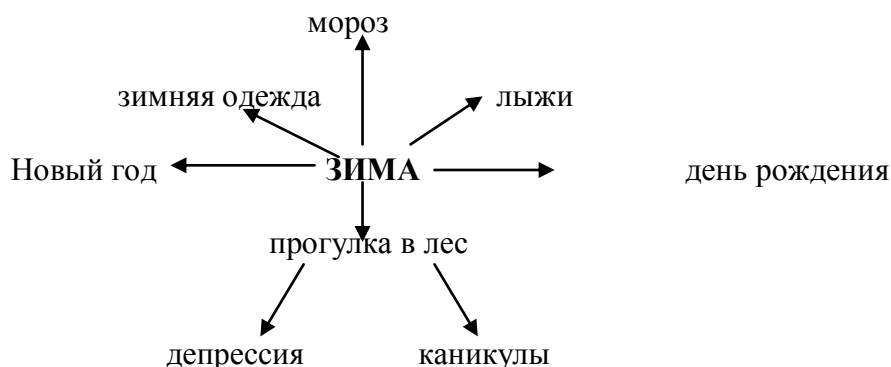 мороз
зимняя одежда лыжи
Новый год ЗИМА день рождения
прогулка в лес
депрессия каникулы